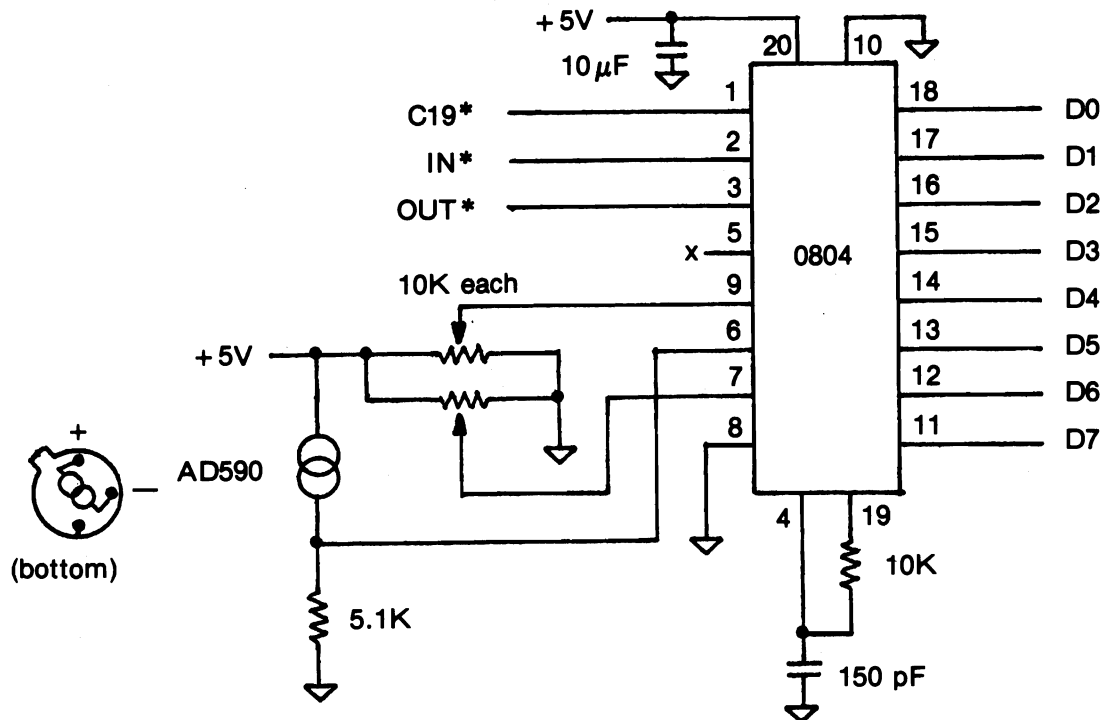 +5V
10µF
20
10
C19*
1
18
D0
IN*
2
17
D1
OUT*
3
16
D2
x
5
0804
15
D3
10K each
9
14
D4
+5V
6
13
D5
7
12
D6
8
11
D7
+
AD590
−
(bottom)
4
19
10K
5.1K
150 pF